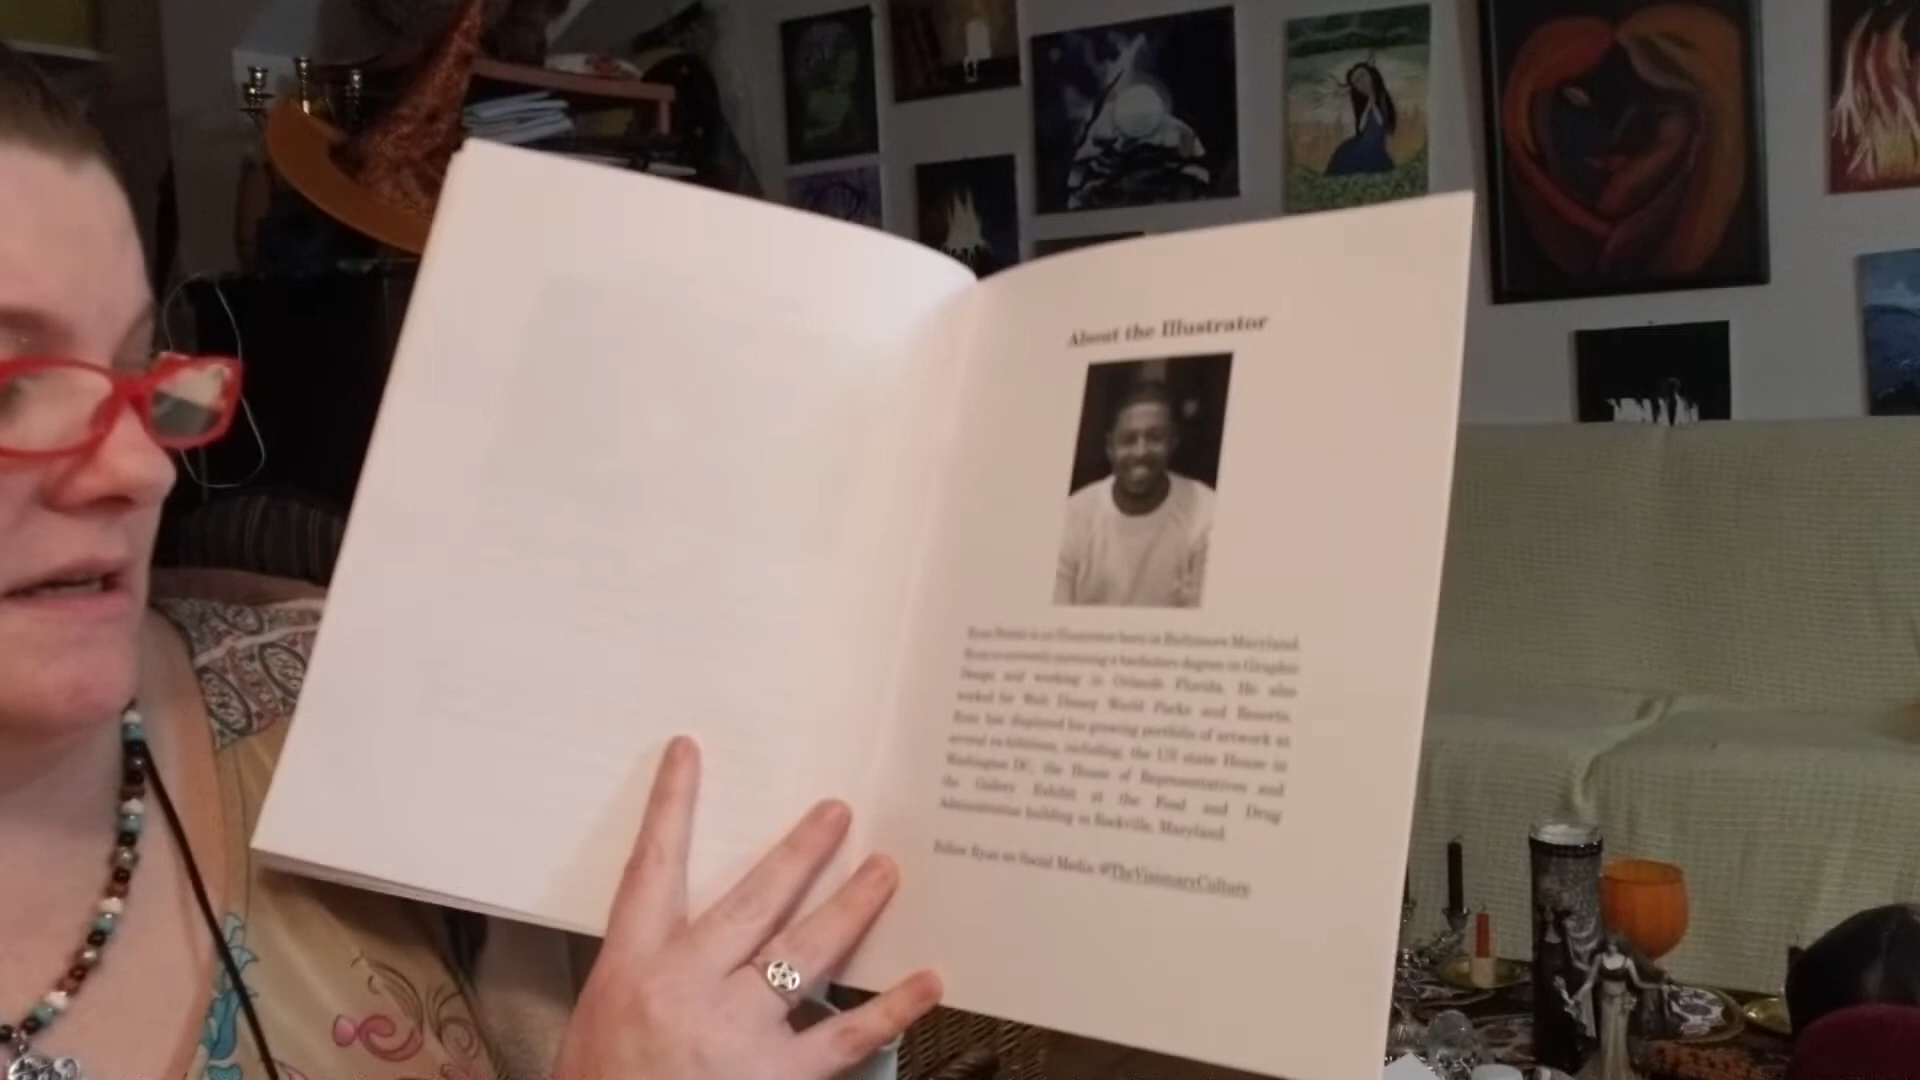 About the Illustrator
is an Illustrator born in Baltimore Maryland.
Ryan is currently pursuing a bachelors degree in Graphic
Design and working in Orlando Florida. He also
worked for Walt Disney World Parks and Resorts.
has displayed his growing portfolio of artwork at
several exhibitions, including, the US state House in
Washington DC, the House of Representatives and
the Gallery Exhibit at the Food and Drug
Administration building in Rockville, Maryland.
Follow Ryan on Social Media: @TheVisionaryCulture